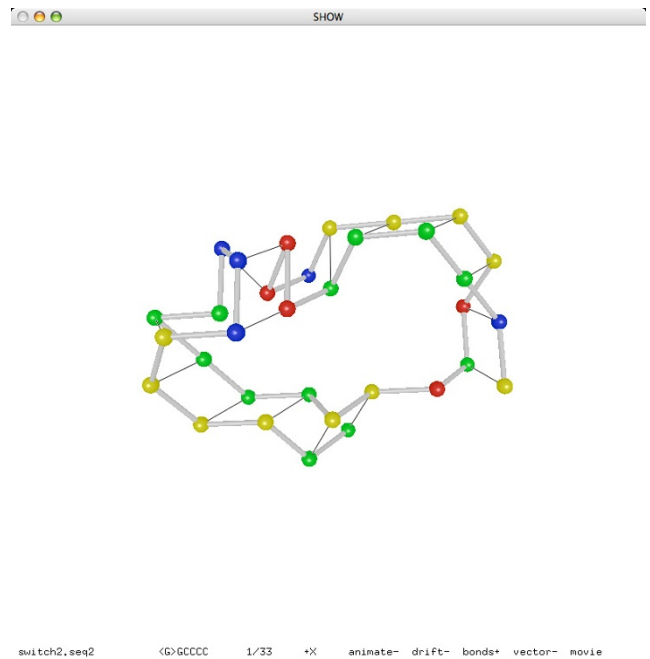 SHOW
switch2.seq2 <G>GCCCC 1/33 +X animate- drift- bonds+ vector- movie